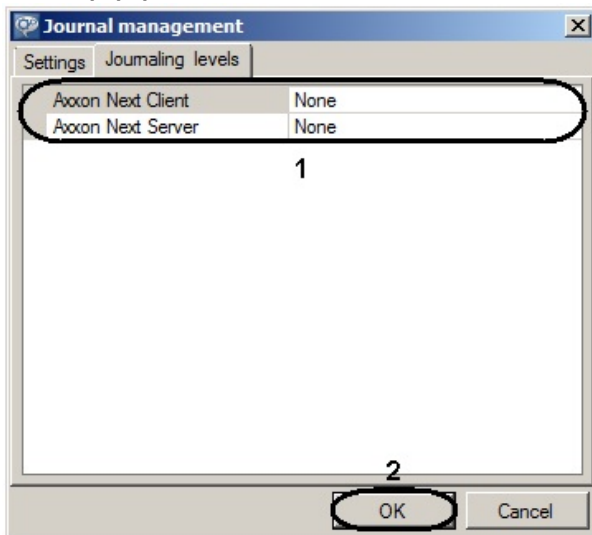 Journal management
Settings Journaling levels
Axxon Next Client None
Axxon Next Server None
1
2
OK Cancel